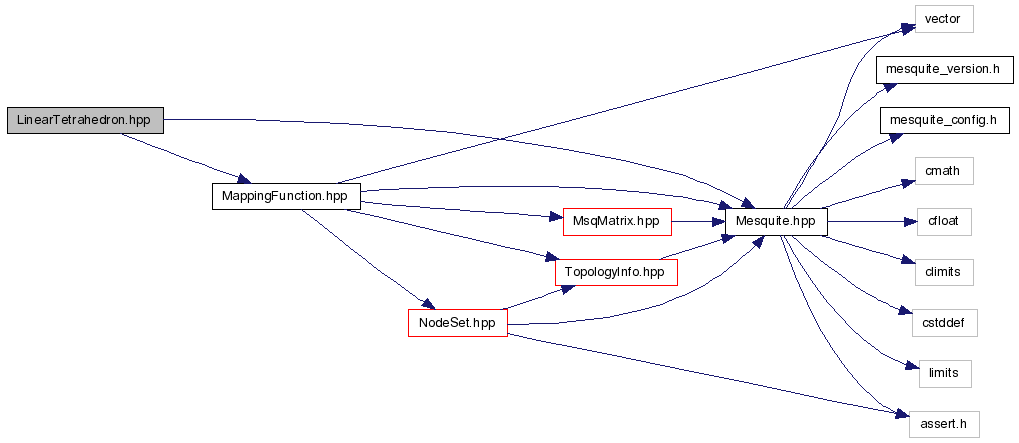 vector
mesquite_version.h
LinearTetrahedron.hpp
mesquite_config.h
cmath
MappingFunction.hpp
MsqMatrix.hpp
Mesquite.hpp
cfloat
TopologyInfo.hpp
climits
NodeSet.hpp
cstddef
limits
assert.h